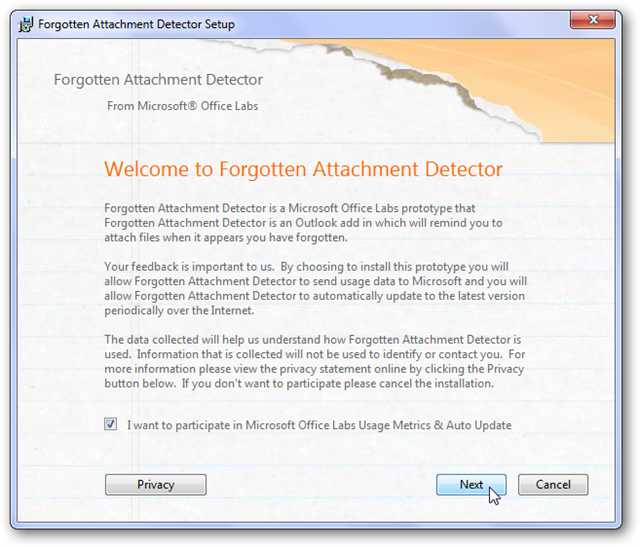 Forgotten Attachment Detector Setup
Forgotten Attachment Detector
From Microsoft® Office Labs
Welcome to Forgotten Attachment Detector
Forgotten Attachment Detector is a Microsoft Office Labs prototype that
Forgotten Attachment Detector is an Outlook add in which will remind you to
attach files when it appears you have forgotten.
Your feedback is important to us.  By choosing to install this prototype you will
allow Forgotten Attachment Detector to send usage data to Microsoft and you will
allow Forgotten Attachment Detector to automatically update to the latest version
periodically over the Internet.
The data collected will help us understand how Forgotten Attachment Detector is
used.  Information that is collected will not be used to identify or contact you.  For
more information please view the privacy statement online by clicking the Privacy
button below.  If you don't want to participate please cancel the installation.
I want to participate in Microsoft Office Labs Usage Metrics & Auto Update
Privacy
Next
Cancel